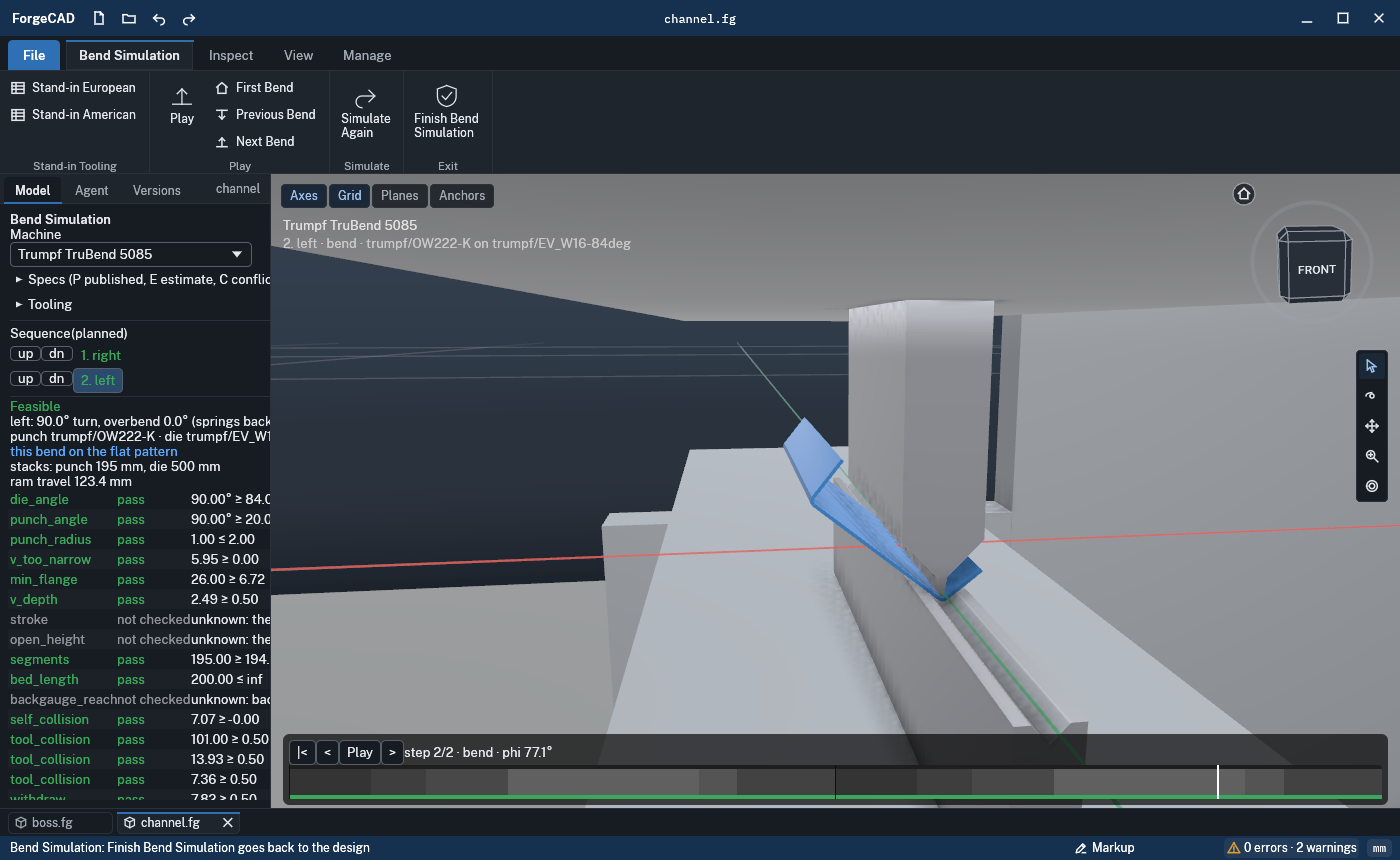 ForgeCAD
channel.fg
File
Bend Simulation
Inspect
View
Manage
Stand-in European
Stand-in American
Stand-in Tooling
Play
First Bend
Previous Bend
Next Bend
Play
Simulate Again
Simulate
Finish Bend Simulation
Exit
Model
Agent
Versions
channel
Bend Simulation
Machine
Trumpf TruBend 5085
Specs (P published, E estimate, C conflic
Tooling
Sequence(planned)
up dn 1. right
up dn 2. left
Feasible
left: 90.0° turn, overbend 0.0° (springs back
punch trumpf/OW222-K · die trumpf/EV_W1
this bend on the flat pattern
stacks: punch 195 mm, die 500 mm
ram travel 123.4 mm
die_angle pass 90.00° ≥ 84.0
punch_angle pass 90.00° ≥ 20.0
punch_radius pass 1.00 ≤ 2.00
v_too_narrow pass 5.95 ≥ 0.00
min_flange pass 26.00 ≥ 6.72
v_depth pass 2.49 ≥ 0.50
stroke not checked unknown: the
open_height not checked unknown: the
segments pass 195.00 ≥ 194.
bed_length pass 200.00 ≤ inf
backgauge_reach not checked unknown: bac
self_collision pass 7.07 ≥ -0.00
tool_collision pass 101.00 ≥ 0.50
tool_collision pass 13.93 ≥ 0.50
tool_collision pass 7.36 ≥ 0.50
withdraw pass 7.82 ≥ 0.50
Axes
Grid
Planes
Anchors
Trumpf TruBend 5085
2. left · bend · trumpf/OW222-K on trumpf/EV_W16-84deg
FRONT
|< < Play > step 2/2 · bend · phi 77.1°
boss.fg
channel.fg
Bend Simulation: Finish Bend Simulation goes back to the design
Markup
0 errors · 2 warnings
mm